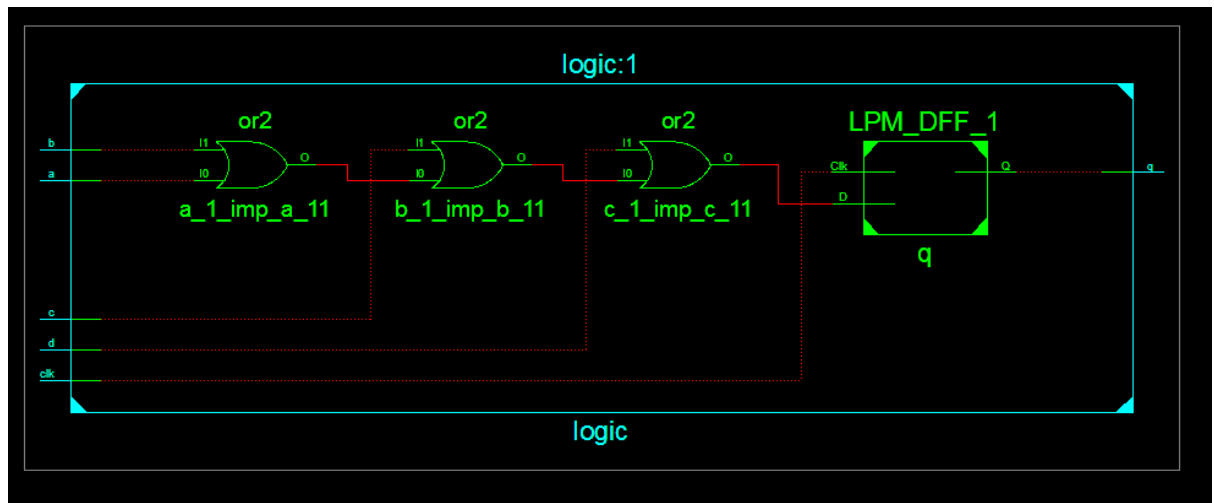 logic:1
or2 or2 or2 LPM_DFF_1
b I1 I1 I1 Clk Q q
O O O
a I0 I0 I0 D
a_1_imp_a_11 b_1_imp_b_11 c_1_imp_c_11
q
c
d
clk
logic